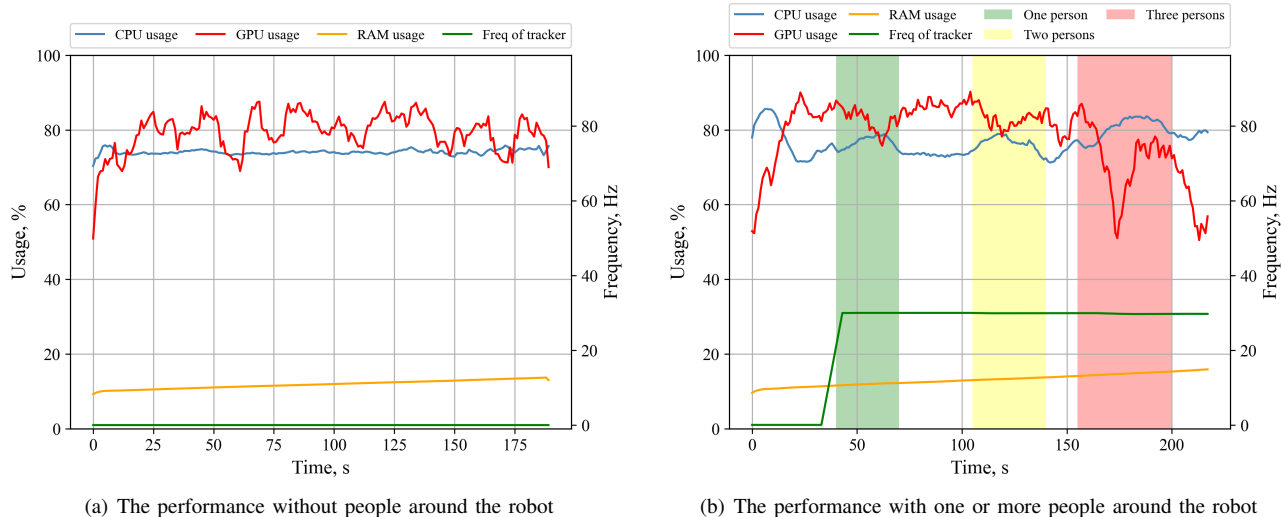 CPU usage GPU usage RAM usage Freq of tracker
100
80
60
40
20
0
Usage, %
80
60
40
20
0
Frequency, Hz
0 25 50 75 100 125 150 175
Time, s
(a) The performance without people around the robot
CPU usage RAM usage One person Three persons
GPU usage Freq of tracker Two persons
100
80
60
40
20
0
Usage, %
80
60
40
20
0
Frequency, Hz
0 50 100 150 200
Time, s
(b) The performance with one or more people around the robot